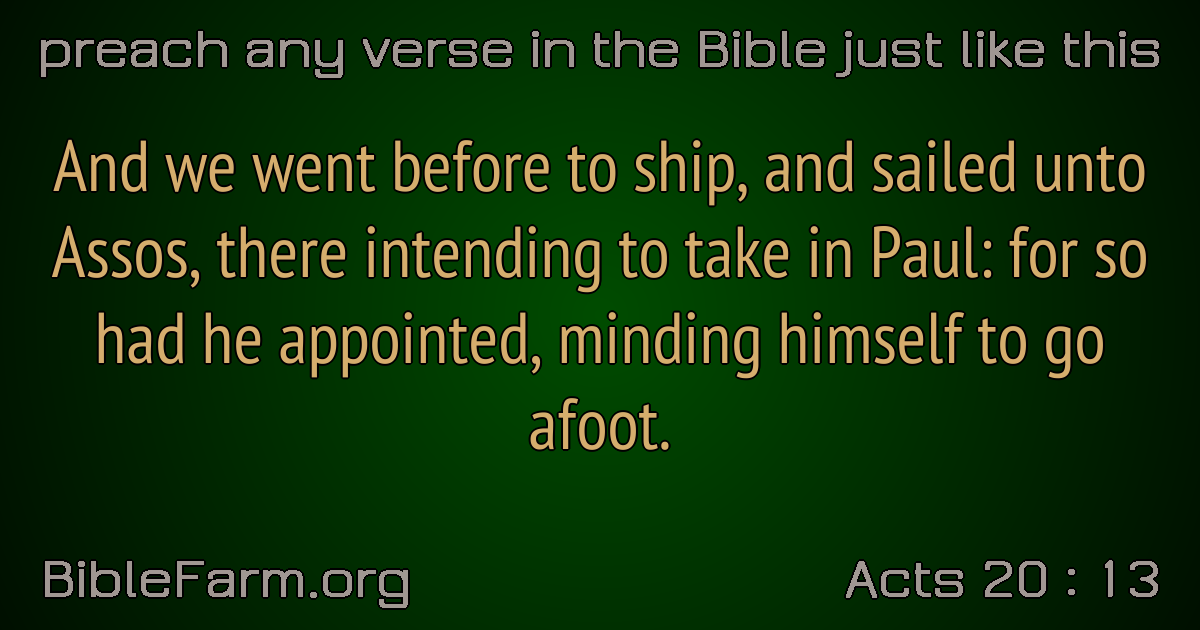 preach any verse in the Bible just like this
And we went before to ship, and sailed unto
Assos, there intending to take in Paul: for so
had he appointed, minding himself to go
afoot.
BibleFarm.org
Acts 20 : 13